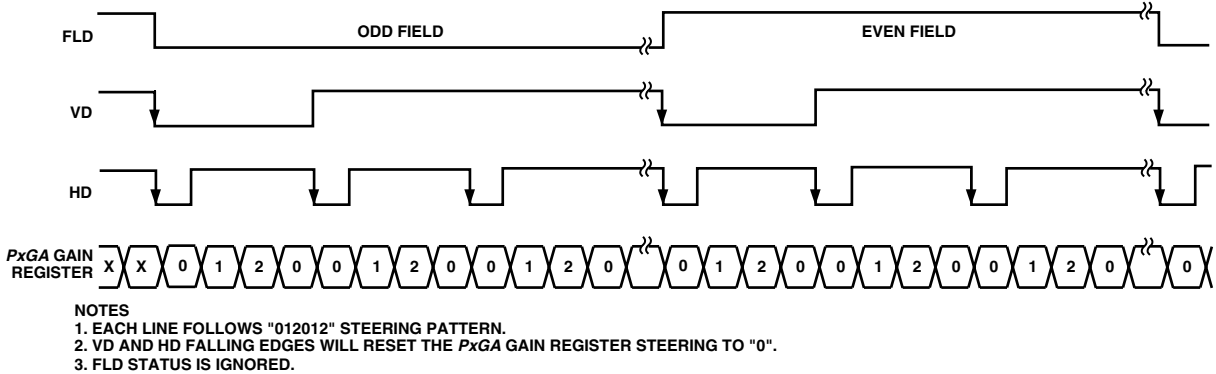 FLD
ODD FIELD
EVEN FIELD
VD
HD
PxGA GAIN
REGISTER
X X 0 1 2 0 0 1 2 0 0 1 2 0 0 1 2 0 0 1 2 0 0 1 2 0 0
NOTES
1. EACH LINE FOLLOWS "012012" STEERING PATTERN.
2. VD AND HD FALLING EDGES WILL RESET THE PxGA GAIN REGISTER STEERING TO "0".
3. FLD STATUS IS IGNORED.